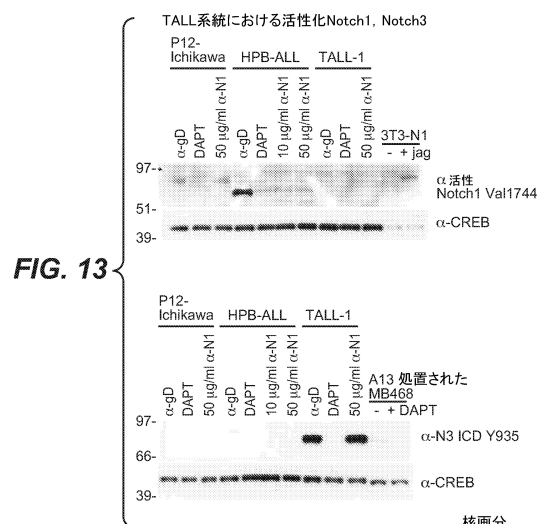 TALL系統における活性化Notch1, Notch3
P12-
Ichikawa HPB-ALL TALL-1
α-gD
DAPT
50 μg/ml α-N1
α-gD
DAPT
10 μg/ml α-N1
50 μg/ml α-N1
α-gD
DAPT
50 μg/ml α-N1
3T3-N1
- + jag
97-
α 活性
Notch1 Val1744
51-
α-CREB
39-
FIG. 13
P12-
Ichikawa HPB-ALL TALL-1
α-gD
DAPT
50 μg/ml α-N1
α-gD
DAPT
10 μg/ml α-N1
50 μg/ml α-N1
α-gD
DAPT
50 μg/ml α-N1
A13 処置された
MB468
- + DAPT
97-
α-N3 ICD Y935
66-
α-CREB
39-
核画分